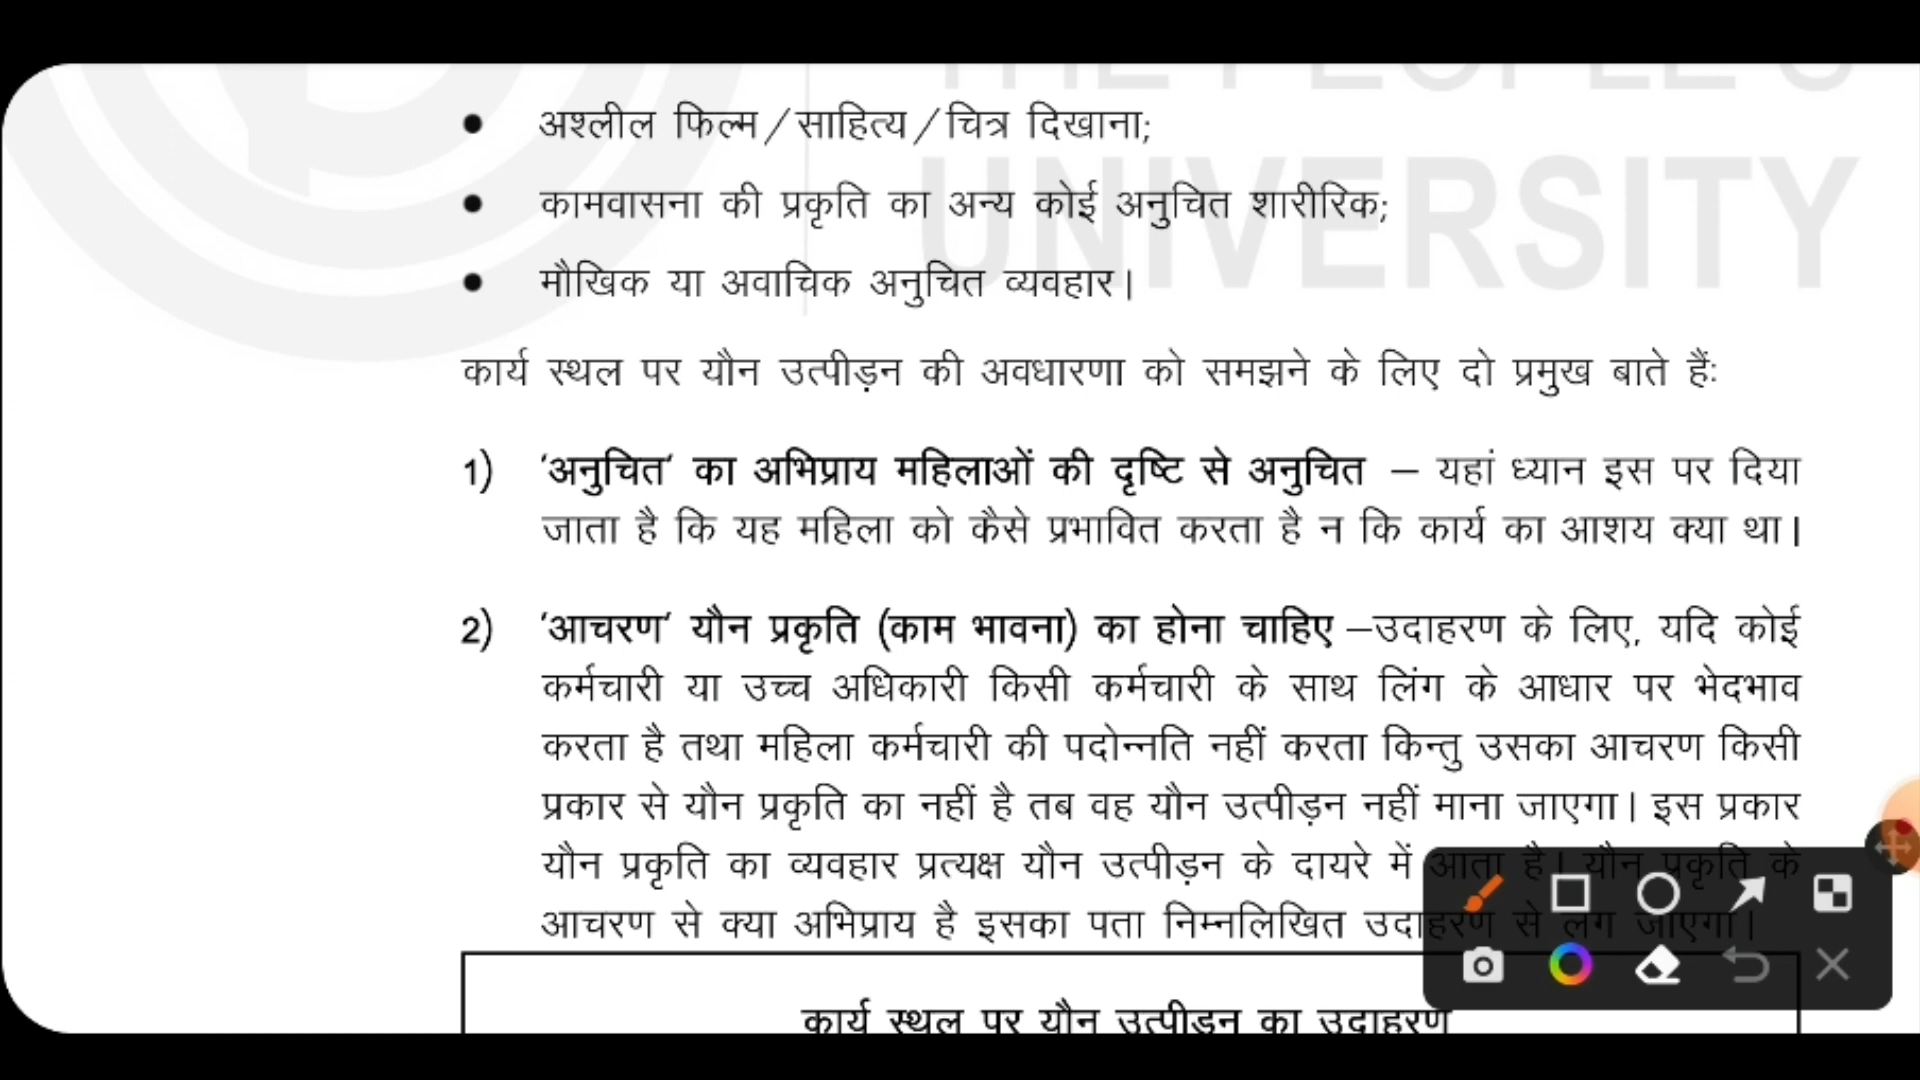 THE PEOPLE'S
UNIVERSITY
• अश्लील फिल्म/साहित्य/चित्र दिखाना;
• कामवासना की प्रकृति का अन्य कोई अनुचित शारीरिक;
• मौखिक या अवाचिक अनुचित व्यवहार।
कार्य स्थल पर यौन उत्पीड़न की अवधारणा को समझने के लिए दो प्रमुख बाते हैंः
1) 'अनुचित' का अभिप्राय महिलाओं की दृष्टि से अनुचित – यहां ध्यान इस पर दिया
जाता है कि यह महिला को कैसे प्रभावित करता है न कि कार्य का आशय क्या था।
2) 'आचरण' यौन प्रकृति (काम भावना) का होना चाहिए –उदाहरण के लिए, यदि कोई
कर्मचारी या उच्च अधिकारी किसी कर्मचारी के साथ लिंग के आधार पर भेदभाव
करता है तथा महिला कर्मचारी की पदोन्नति नहीं करता किन्तु उसका आचरण किसी
प्रकार से यौन प्रकृति का नहीं है तब वह यौन उत्पीड़न नहीं माना जाएगा। इस प्रकार
यौन प्रकृति का व्यवहार प्रत्यक्ष यौन उत्पीड़न के दायरे में आता है। यौन प्रकृति के
आचरण से क्या अभिप्राय है इसका पता निम्नलिखित उदाहरण से लग जाएगा।
कार्य स्थल पर यौन उत्पीड़न का उदाहरण